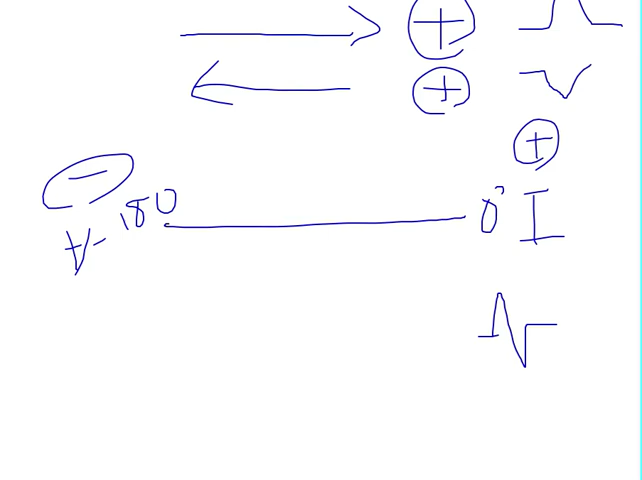 +
+
+
−
+- 180 0° I